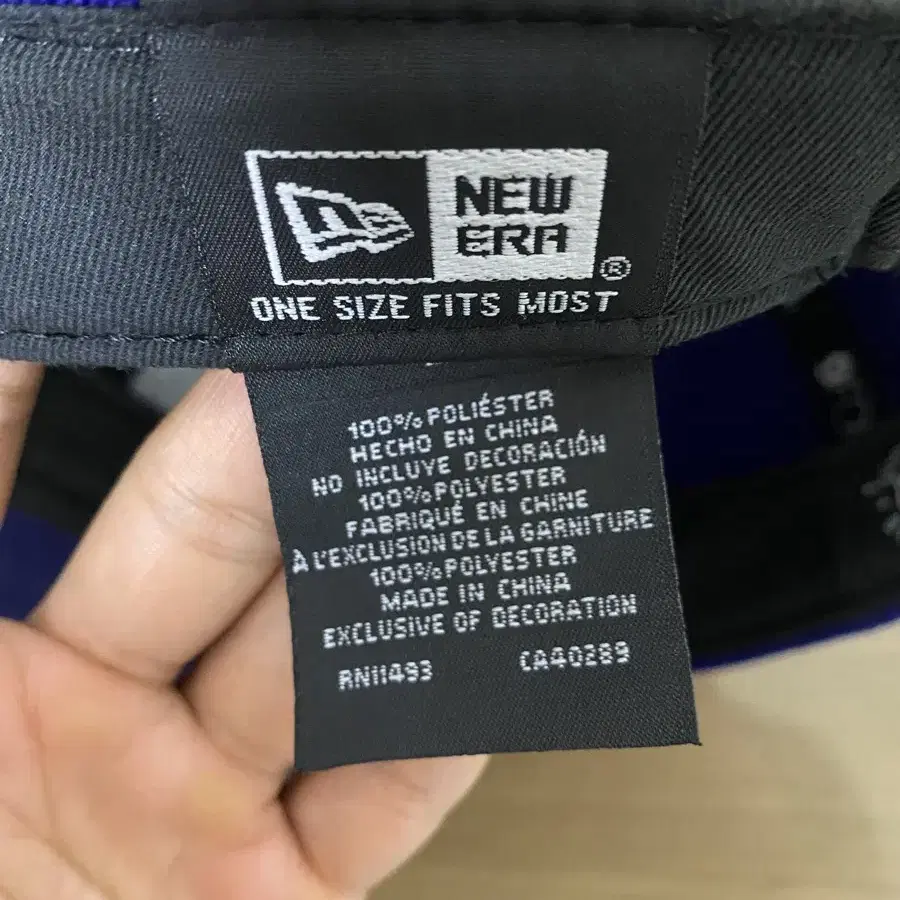 NEW
ERA
®
ONE SIZE FITS MOST
100% POLIÉSTER
HECHO EN CHINA
NO INCLUYE DECORACIÓN
100% POLYESTER
FABRIQUÉ EN CHINE
À L'EXCLUSION DE LA GARNITURE
100% POLYESTER
MADE IN CHINA
EXCLUSIVE OF DECORATION
RN11493 CA40289